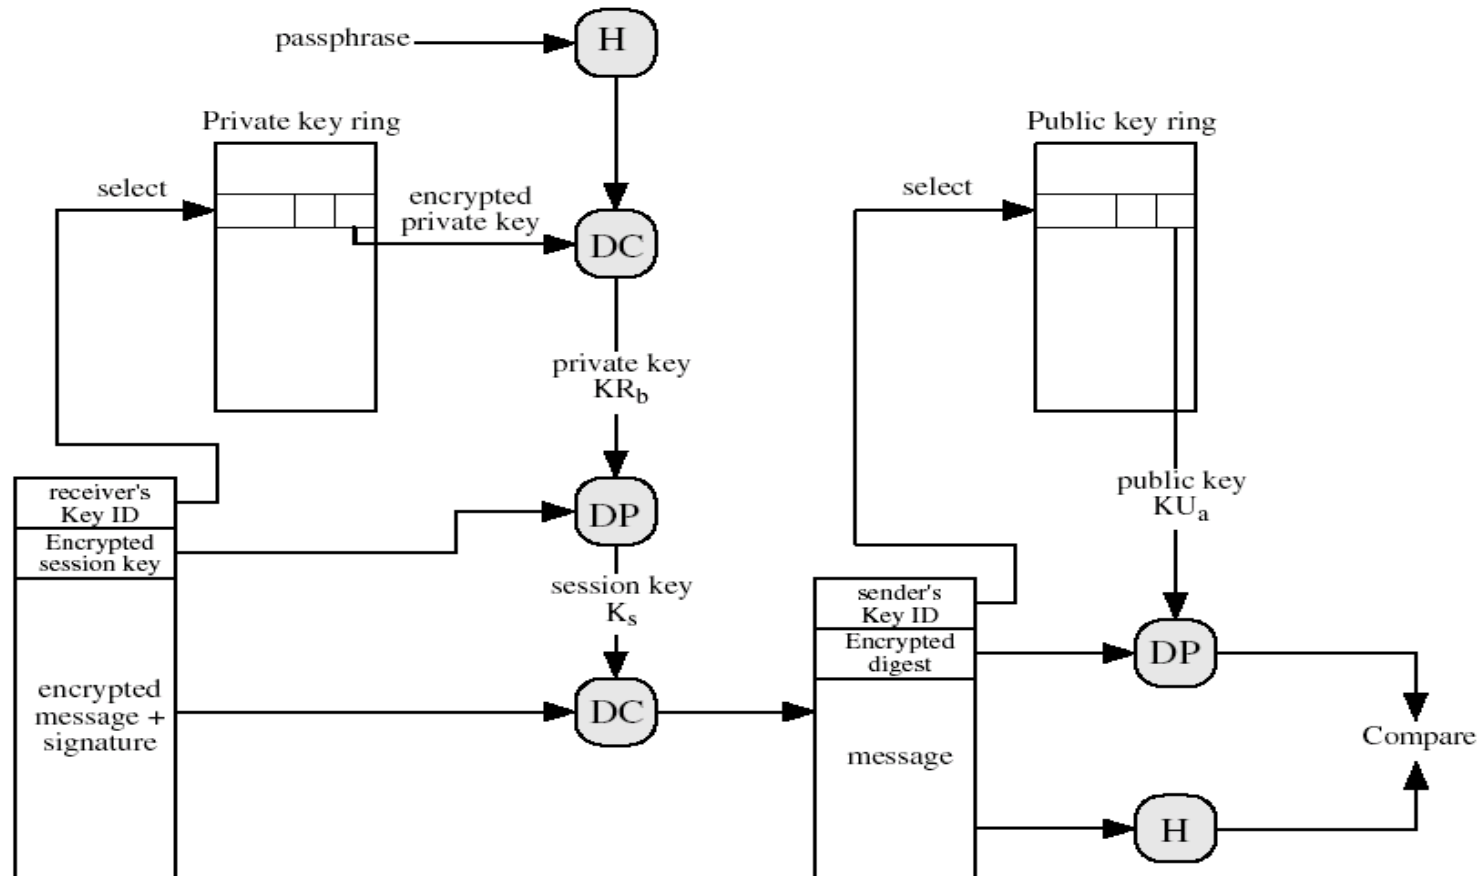 passphrase
H
Private key ring
Public key ring
select
encrypted
private key
select
DC
private key
KRb
receiver's
Key ID
Encrypted
session key
DP
public key
KUa
session key
Ks
sender's
Key ID
Encrypted
digest
DP
encrypted
message +
signature
DC
message
Compare
H